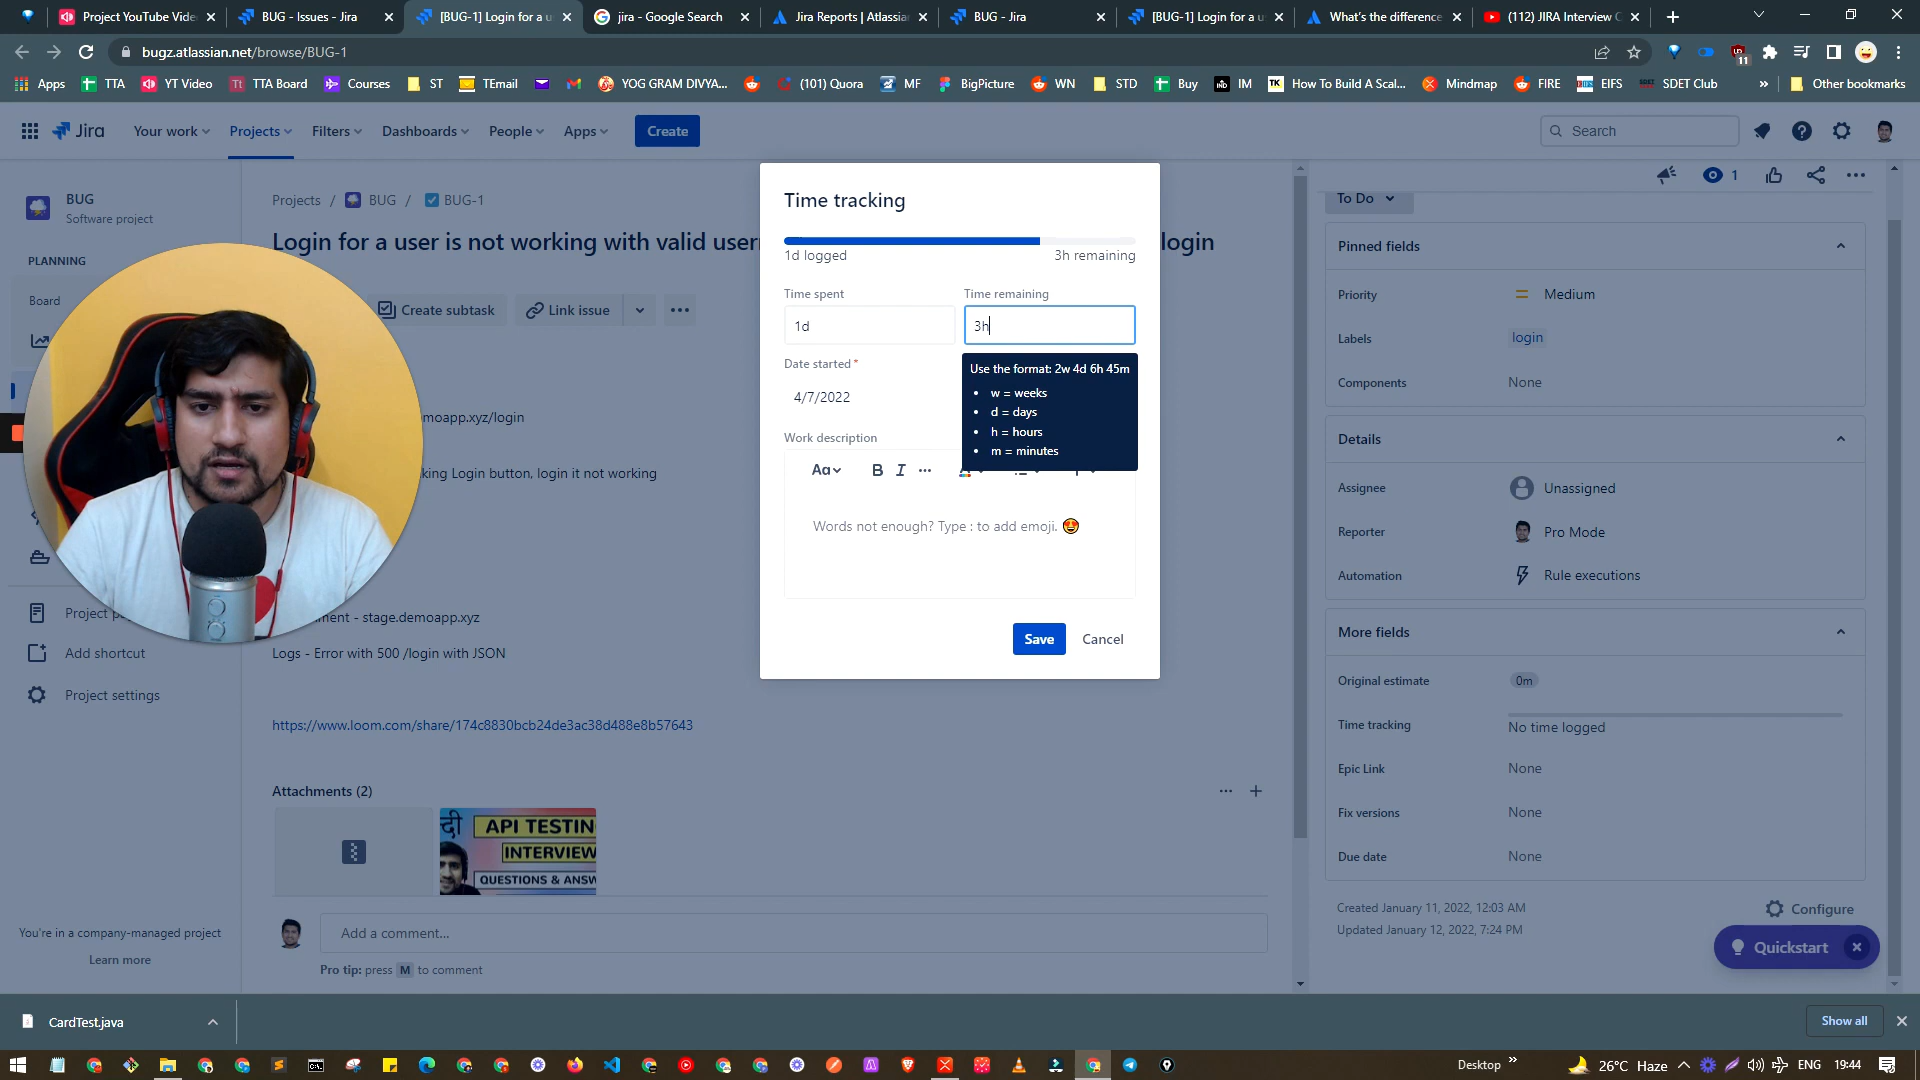 Project YouTube Vide
BUG - Issues - Jira
[BUG-1] Login for a u
jira - Google Search
Jira Reports | Atlassia
BUG - Jira
[BUG-1] Login for a u
What's the difference
(112) JIRA Interview
bugz.atlassian.net/browse/BUG-1
11
Apps
TTA
YT Video
Tt
TTA Board
Courses
ST
TEmail
YOG GRAM DIVYA...
(101) Quora
MF
BigPicture
WN
STD
Buy
IM
TK
How To Build A Scal...
Mindmap
FIRE
EIFS
SDET Club
»
Other bookmarks
Jira
Your work
Projects
Filters
Dashboards
People
Apps
Create
Search
BUG
Software project
PLANNING
Board
Projects / BUG / BUG-1
Login for a user is not working with valid user
login
Create subtask
Link issue
moapp.xyz/login
king Login button, login it not working
ment - stage.demoapp.xyz
Logs - Error with 500 /login with JSON
https://www.loom.com/share/174c8830bcb24de3ac38d488e8b57643
Project p
Add shortcut
Project settings
Attachments (2)
दी
API TESTIN
INTERVIEW
QUESTIONS & ANSW
Add a comment...
Pro tip: press M to comment
You're in a company-managed project
Learn more
Time tracking
1d logged
3h remaining
Time spent
Time remaining
1d
3h
Date started *
4/7/2022
Use the format: 2w 4d 6h 45m
• w = weeks
• d = days
• h = hours
• m = minutes
Work description
Aa
B
I
Words not enough? Type : to add emoji.
Save
Cancel
1
To Do
Pinned fields
Priority
Medium
Labels
login
Components
None
Details
Assignee
Unassigned
Reporter
Pro Mode
Automation
Rule executions
More fields
Original estimate
0m
Time tracking
No time logged
Epic Link
None
Fix versions
None
Due date
None
Created January 11, 2022, 12:03 AM
Updated January 12, 2022, 7:24 PM
Configure
Quickstart
CardTest.java
Show all
Desktop
»
26°C Haze
ENG
19:44